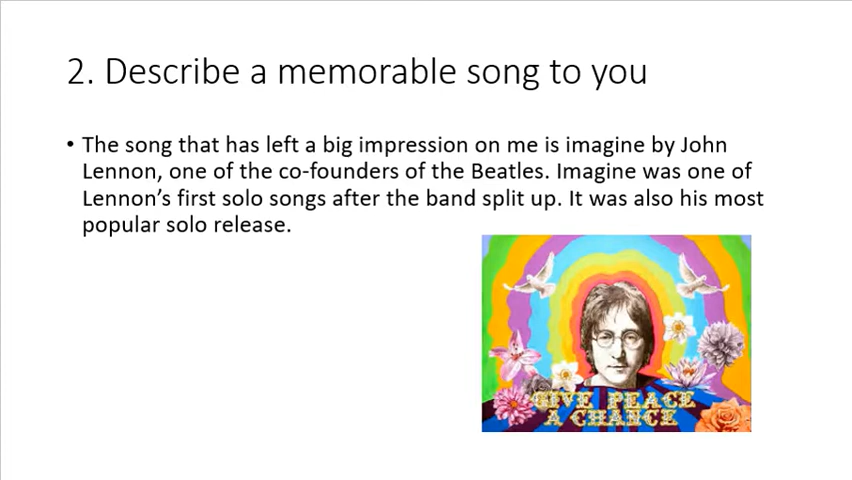 2. Describe a memorable song to you
• The song that has left a big impression on me is imagine by John
Lennon, one of the co-founders of the Beatles. Imagine was one of
Lennon’s first solo songs after the band split up. It was also his most
popular solo release.
GIVE PEACE
A CHANCE